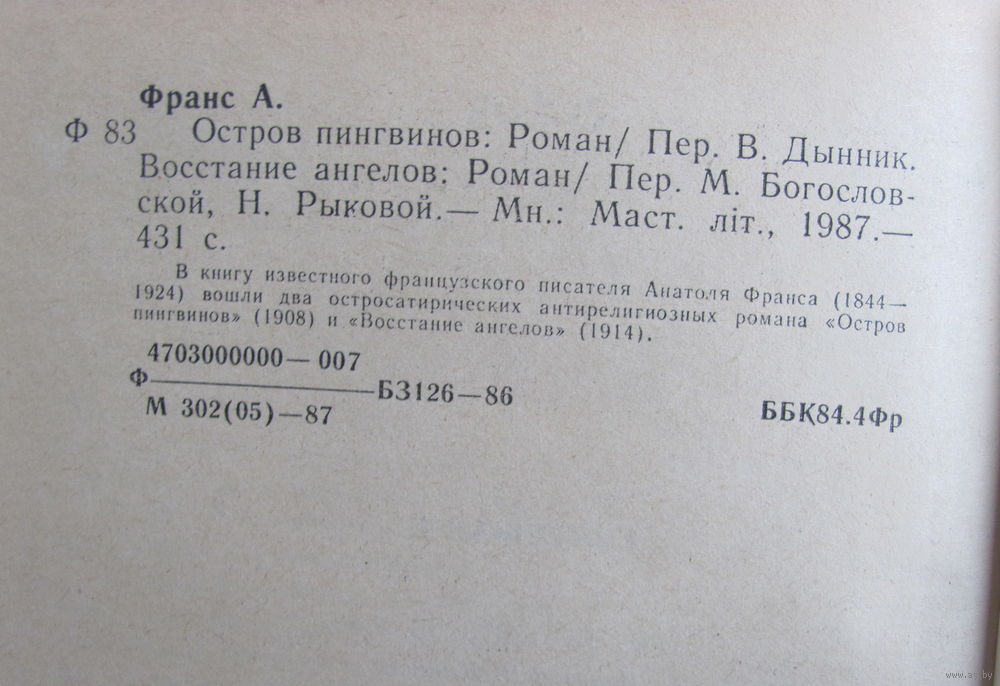 Франс А.
Ф 83 Остров пингвинов: Роман/ Пер. В. Дынник.
Восстание ангелов: Роман/ Пер. М. Богослов-
ской, Н. Рыковой.— Мн.: Маст. літ., 1987.—
431 с.
В книгу известного французского писателя Анатоля Франса (1844—
1924) вошли два остросатирических антирелигиозных романа «Остров
пингвинов» (1908) и «Восстание ангелов» (1914).
4703000000—007
Ф БЗ126—86
М 302(05)—87
ББК84.4Фр